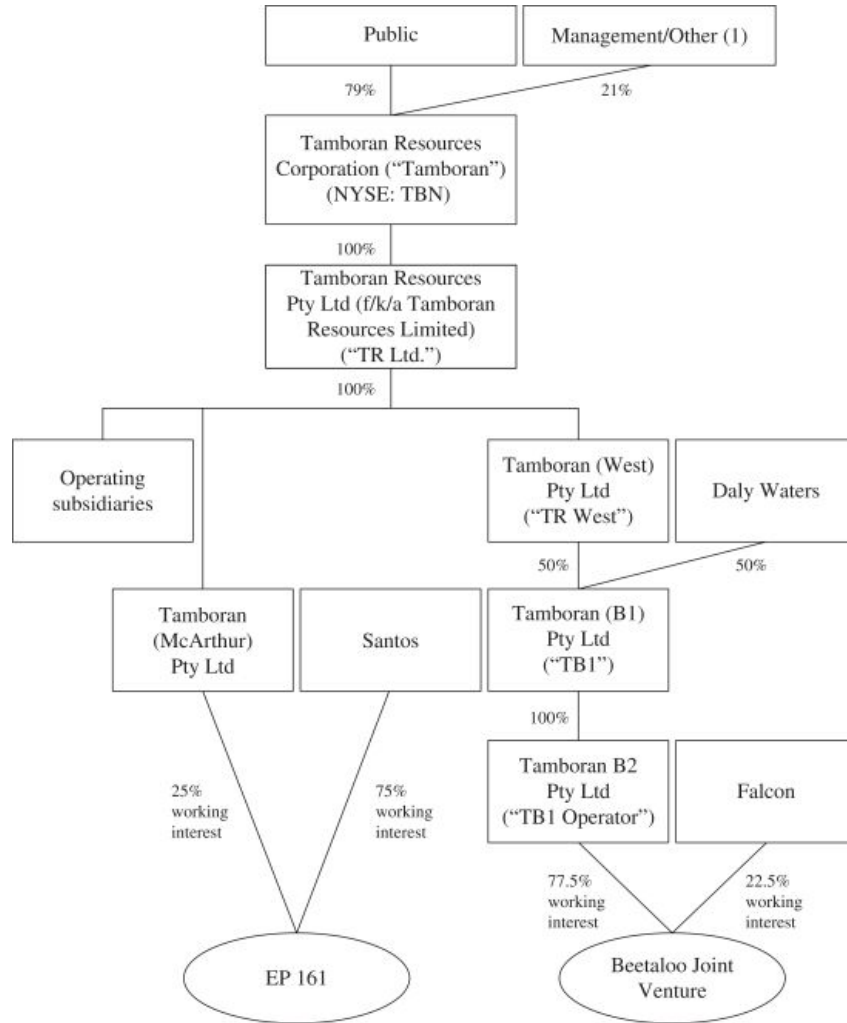 Public
Management/Other (1)
79%
21%
Tamboran Resources
Corporation (“Tamboran”)
(NYSE: TBN)
100%
Tamboran Resources
Pty Ltd (f/k/a Tamboran
Resources Limited)
(“TR Ltd.”)
100%
Operating
subsidiaries
Tamboran (West)
Pty Ltd
(“TR West”)
Daly Waters
50%
50%
Tamboran
(McArthur)
Pty Ltd
Santos
Tamboran (B1)
Pty Ltd
(“TB1”)
100%
Tamboran B2
Pty Ltd
(“TB1 Operator”)
Falcon
25%
working
interest
75%
working
interest
77.5%
working
interest
22.5%
working
interest
EP 161
Beetaloo Joint
Venture